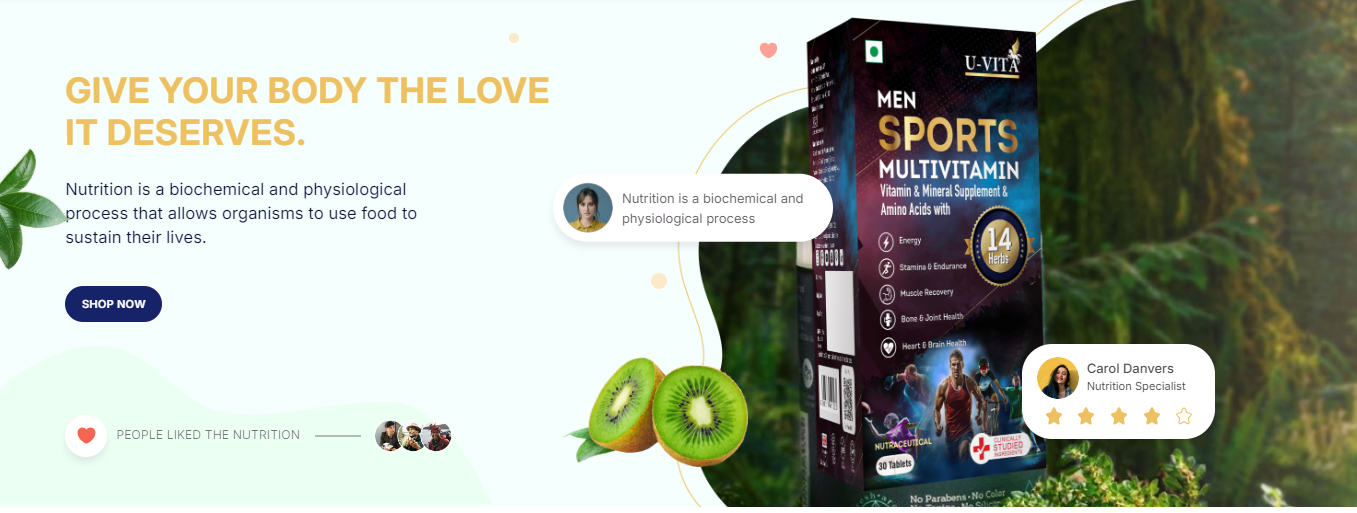 GIVE YOUR BODY THE LOVE
IT DESERVES.
Nutrition is a biochemical and physiological
process that allows organisms to use food to
sustain their lives.
SHOP NOW
PEOPLE LIKED THE NUTRITION
Nutrition is a biochemical and
physiological process
U-VITA
MEN
SPORTS
MULTIVITAMIN
Vitamin & Mineral Supplement &
Amino Acids with
14
Herbs
Energy
Stamina & Endurance
Muscle Recovery
Bone & Joint Health
Heart & Brain Health
NUTRACEUTICAL
30 Tablets
CLINICALLY
STUDIED
INGREDIENTS
No Parabens • No Color
Carol Danvers
Nutrition Specialist